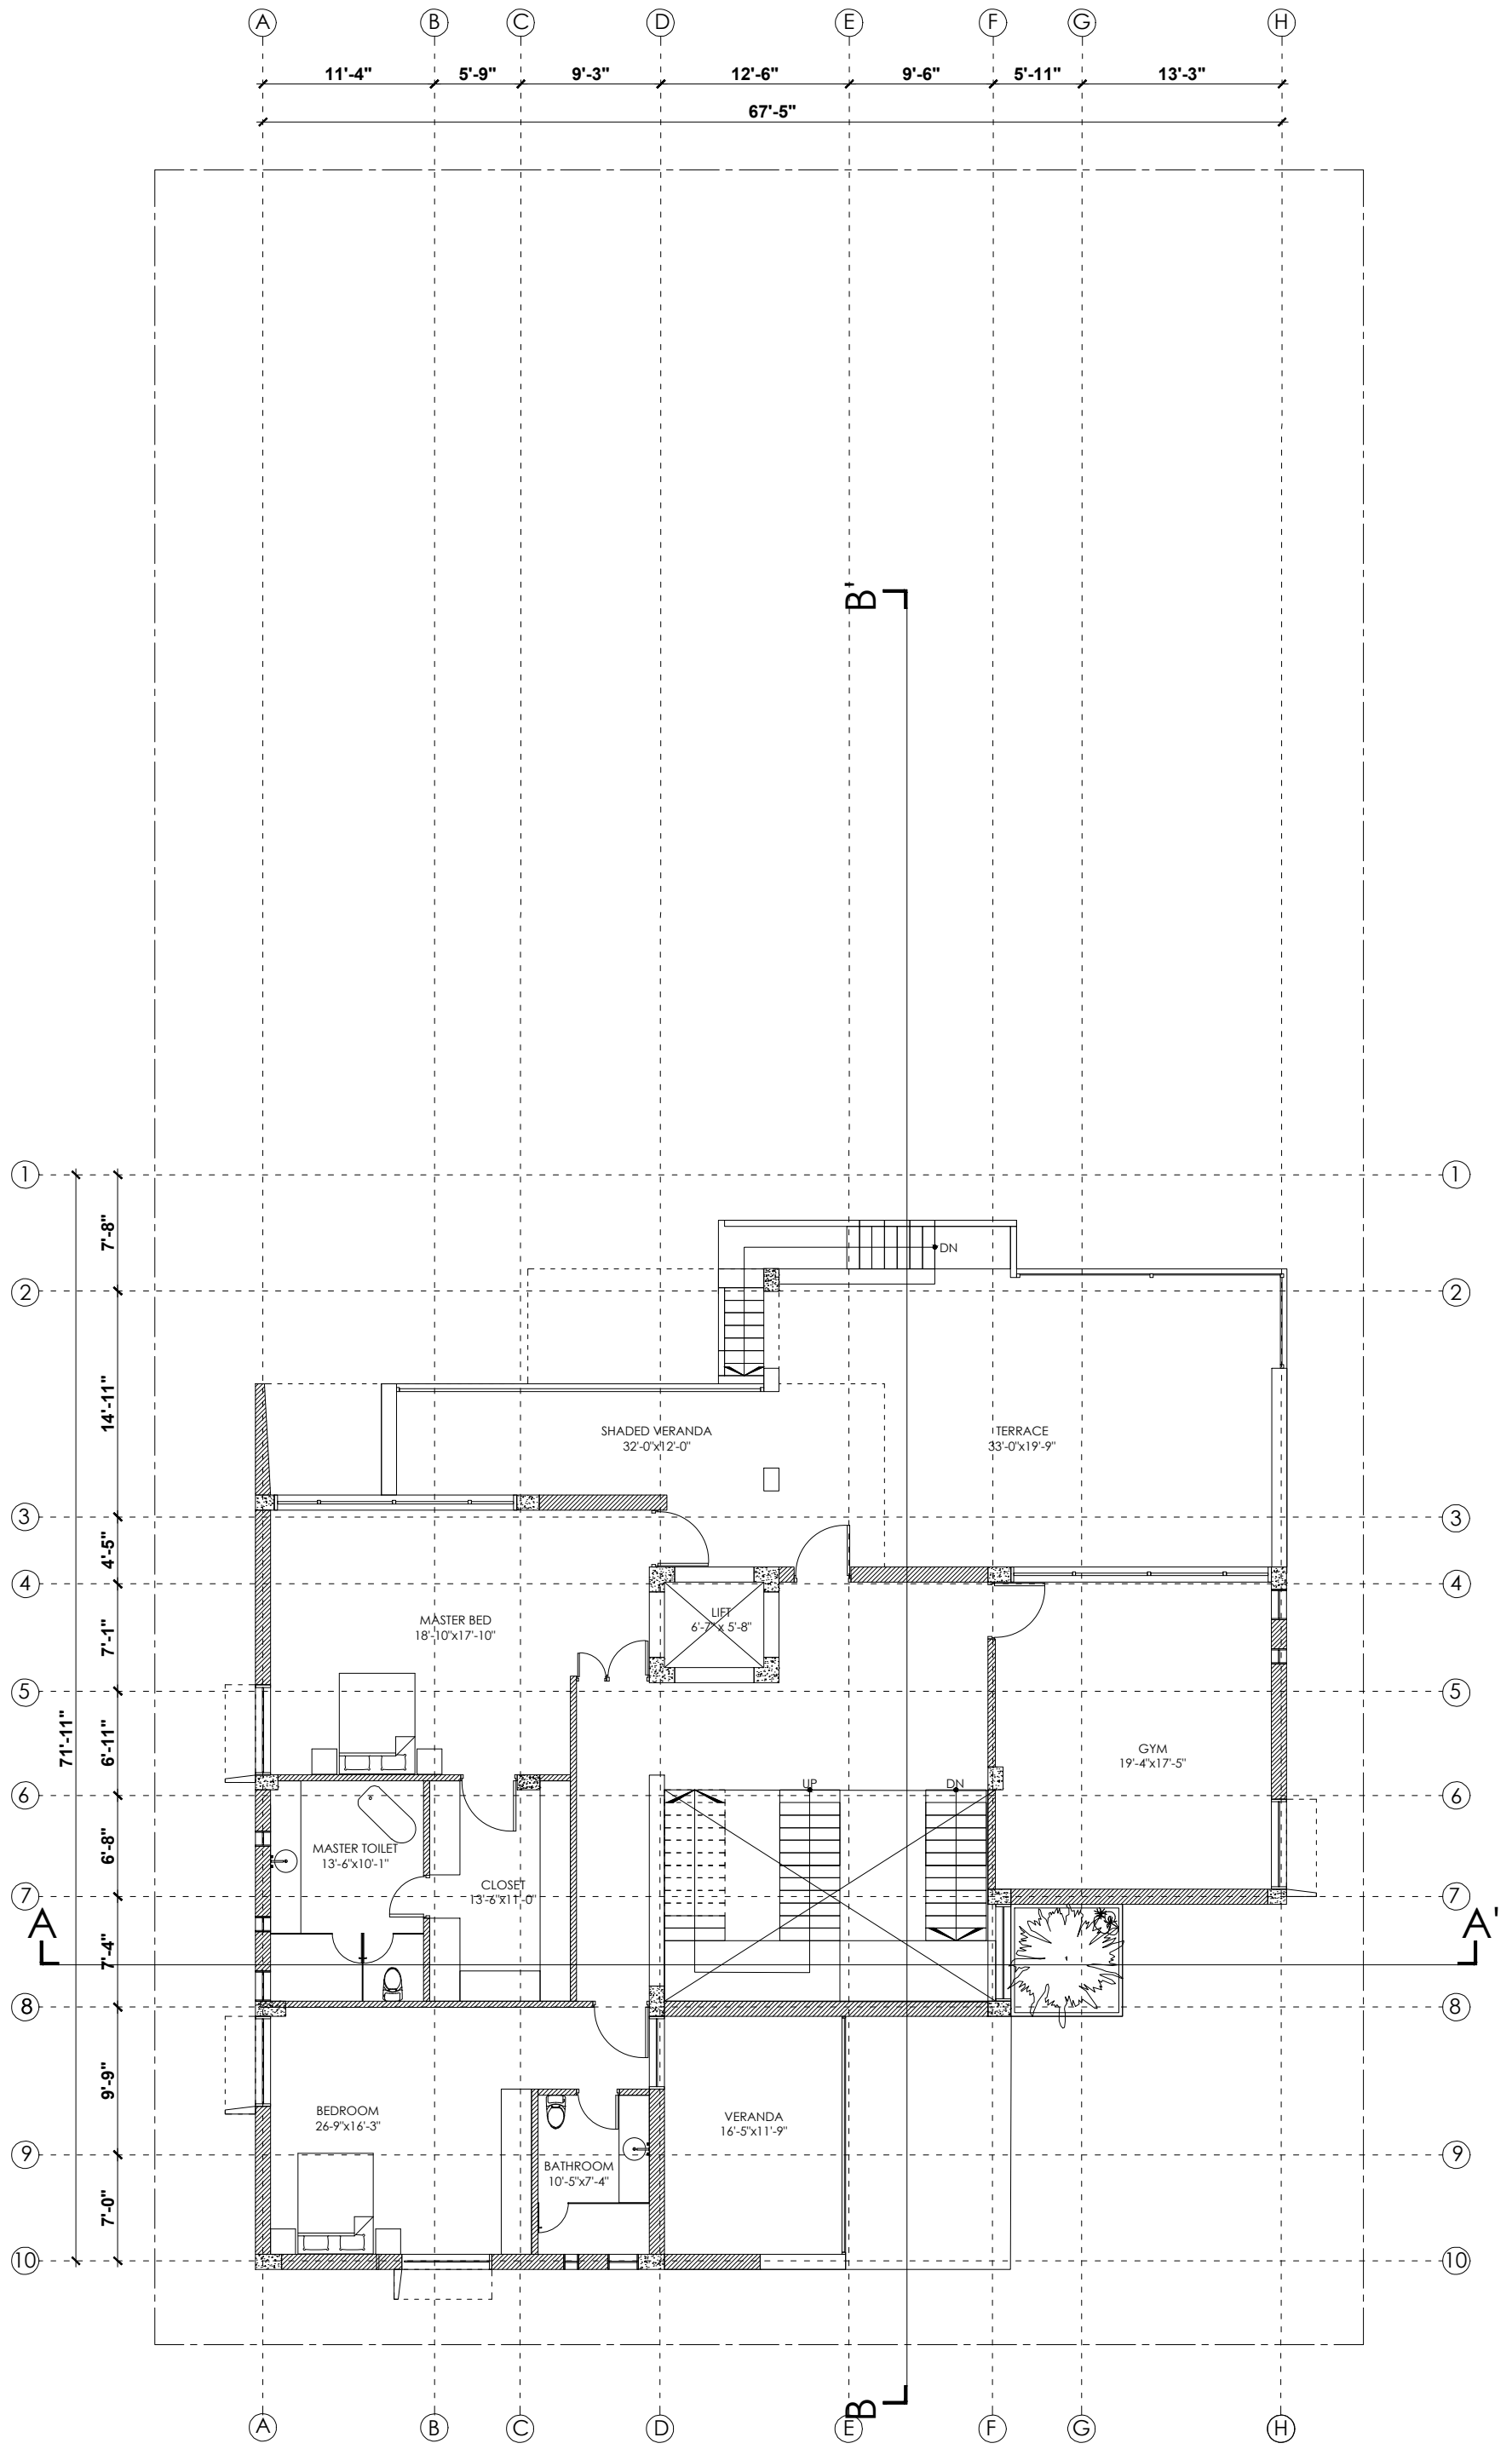 A B C D E F G H
11'-4" 5'-9" 9'-3" 12'-6" 9'-6" 5'-11" 13'-3"
67'-5"
B'
1 1
7'-8"
DN
2 2
14'-11"
SHADED VERANDA
32'-0"x12'-0"
TERRACE
33'-0"x19'-9"
3 3
4'-5"
4 4
LIFT
6'-7" x 5'-8"
MASTER BED
18'-10"x17'-10"
7'-1"
5 5
71'-11"
6'-11"
GYM
19'-4"x17'-5"
UP DN
6 6
6'-8"
MASTER TOILET
13'-6"x10'-1"
CLOSET
13'-6"x11'-0"
7 7
A A'
7'-4"
8 8
9'-9"
BEDROOM
26-9"x16'-3"
VERANDA
16'-5"x11'-9"
9 9
BATHROOM
10'-5"x7'-4"
7'-0"
10 10
B
A B C D E F G H